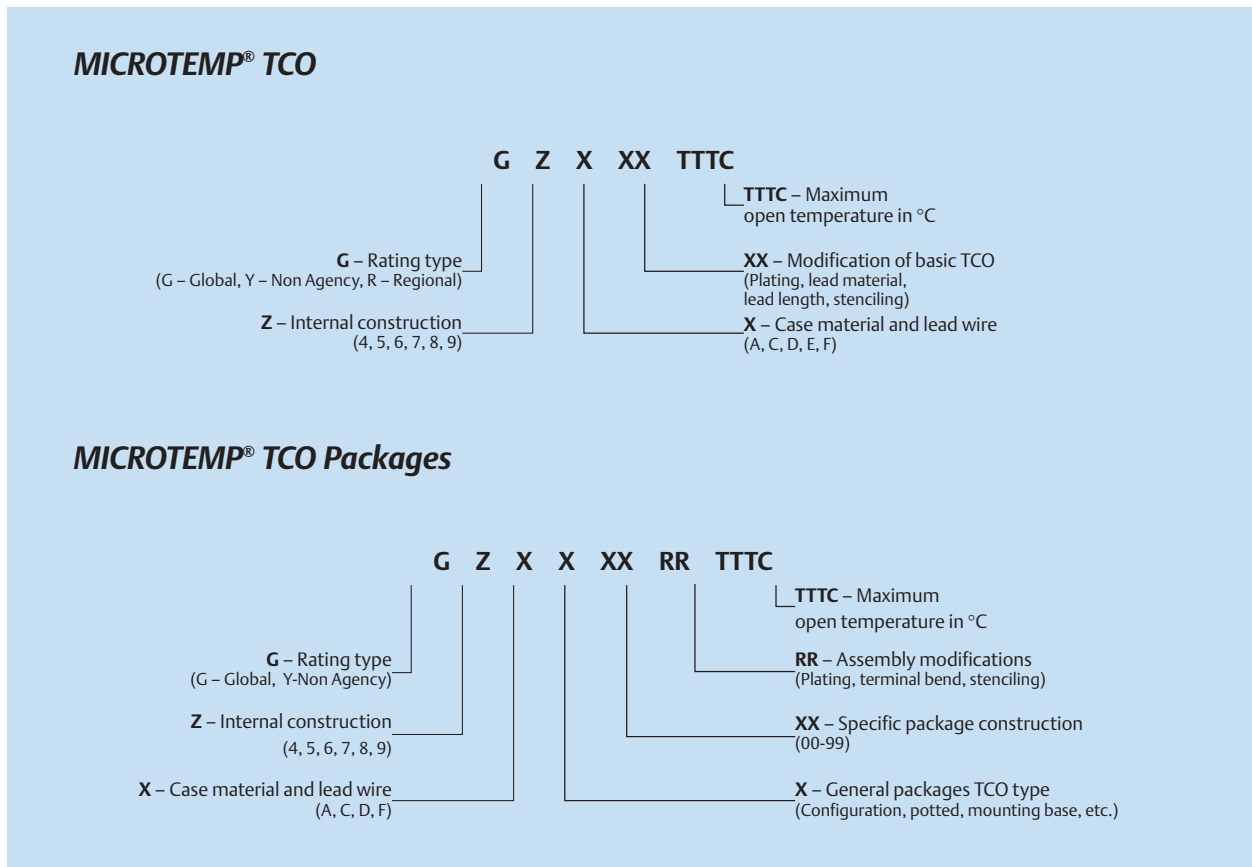 MICROTEMP® TCO
G Z X XX TTTC
TTTC – Maximum
open temperature in °C
G – Rating type
(G – Global, Y – Non Agency, R – Regional)
XX – Modification of basic TCO
(Plating, lead material,
lead length, stenciling)
Z – Internal construction
(4, 5, 6, 7, 8, 9)
X – Case material and lead wire
(A, C, D, E, F)
MICROTEMP® TCO Packages
G Z X X XX RR TTTC
TTTC – Maximum
open temperature in °C
G – Rating type
(G – Global, Y-Non Agency)
RR – Assembly modifications
(Plating, terminal bend, stenciling)
Z – Internal construction
(4, 5, 6, 7, 8, 9)
XX – Specific package construction
(00-99)
X – Case material and lead wire
(A, C, D, F)
X – General packages TCO type
(Configuration, potted, mounting base, etc.)